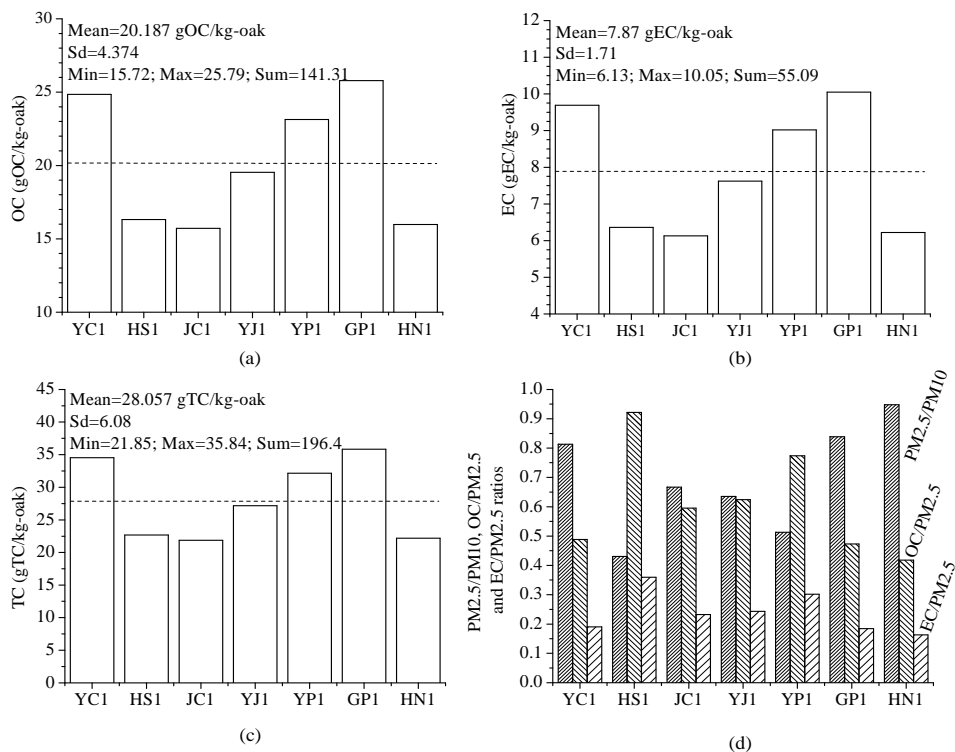 Mean=20.187 gOC/kg-oak
Sd=4.374
Min=15.72; Max=25.79; Sum=141.31
OC (gOC/kg-oak)
30
25
20
15
10
YC1 HS1 JC1 YJ1 YP1 GP1 HN1
(a)
Mean=7.87 gEC/kg-oak
Sd=1.71
Min=6.13; Max=10.05; Sum=55.09
EC (gEC/kg-oak)
12
11
10
9
8
7
6
5
4
YC1 HS1 JC1 YJ1 YP1 GP1 HN1
(b)
Mean=28.057 gTC/kg-oak
Sd=6.08
Min=21.85; Max=35.84; Sum=196.4
TC (gTC/kg-oak)
45
40
35
30
25
20
15
10
5
0
YC1 HS1 JC1 YJ1 YP1 GP1 HN1
(c)
PM2.5/PM10, OC/PM2.5
and EC/PM2.5 ratios
1.0
0.9
0.8
0.7
0.6
0.5
0.4
0.3
0.2
0.1
0.0
PM2.5/PM10
OC/PM2.5
EC/PM2.5
YC1 HS1 JC1 YJ1 YP1 GP1 HN1
(d)